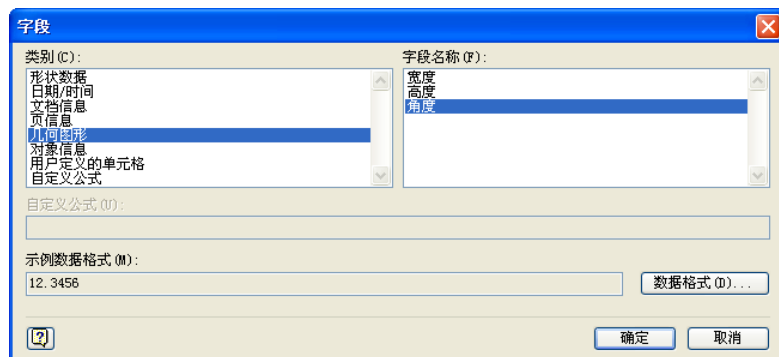 字段
类别(C):
形状数据
日期/时间
文档信息
页信息
几何图形
对象信息
用户定义的单元格
自定义公式
字段名称(F):
宽度
高度
角度
自定义公式(U):
示例数据格式(M):
12.3456
数据格式(D)...
确定
取消